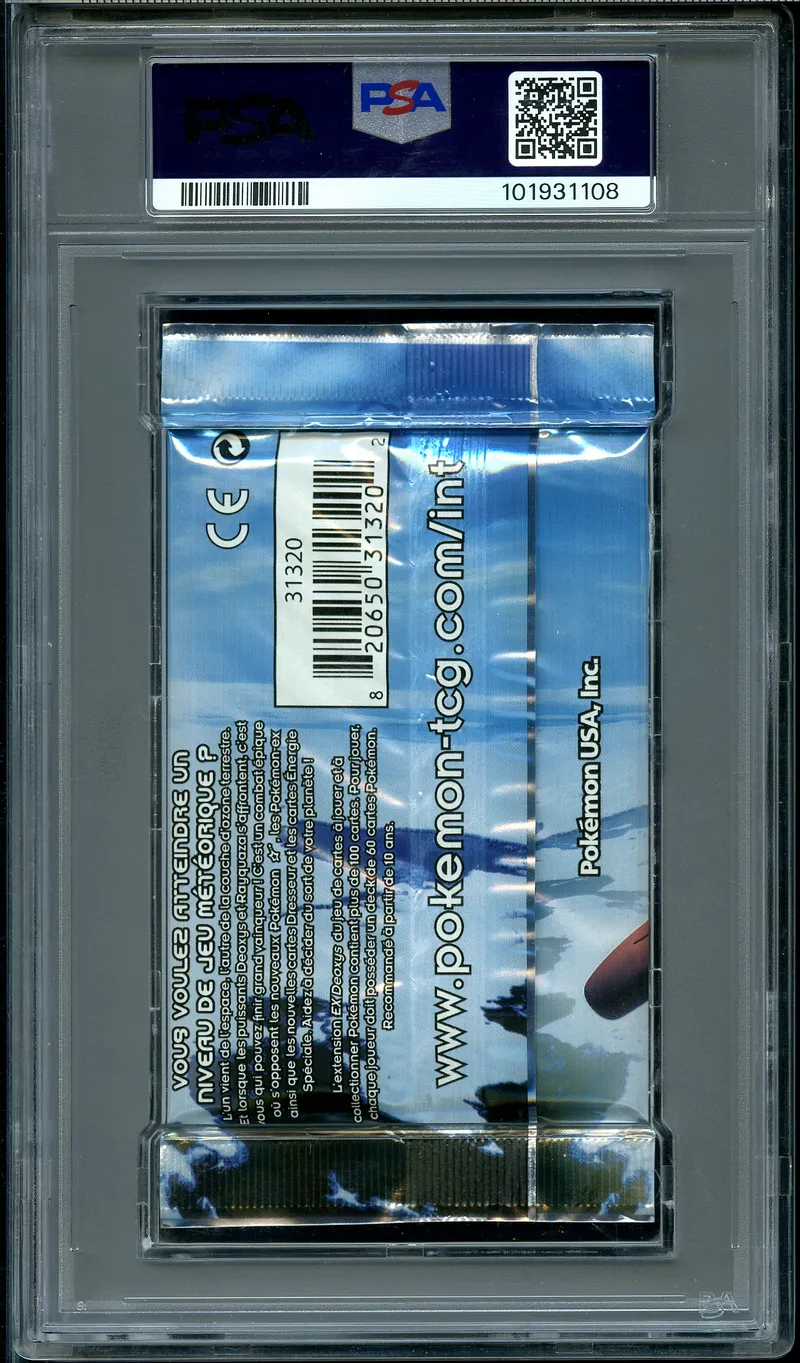 PSA
PSA
101931108
VOUS VOULEZ ATTEINDRE UN
NIVEAU DE JEU MÉTÉORIQUE ?
L'un vient de l'espace, l'autre de la couche d'ozone terrestre.
Et lorsque les puissants Deoxys et Rayquaza s'affrontent, c'est
vous qui pouvez finir grand vainqueur ! C'est un combat épique
où s'opposent les nouveaux Pokémon ☆, les Pokémon-ex
ainsi que les nouvelles cartes Dresseur et les cartes Énergie
Spéciale. Aidez à décider du sort de votre planète !
L'extension EX Deoxys du jeu de cartes à jouer et à
collectionner Pokémon contient plus de 100 cartes. Pour jouer,
chaque joueur doit posséder un deck de 60 cartes Pokémon.
Recommandé à partir de 10 ans.
CE
31320
8 20650 31320 2
www.pokemon-tcg.com/int
Pokémon USA, Inc.